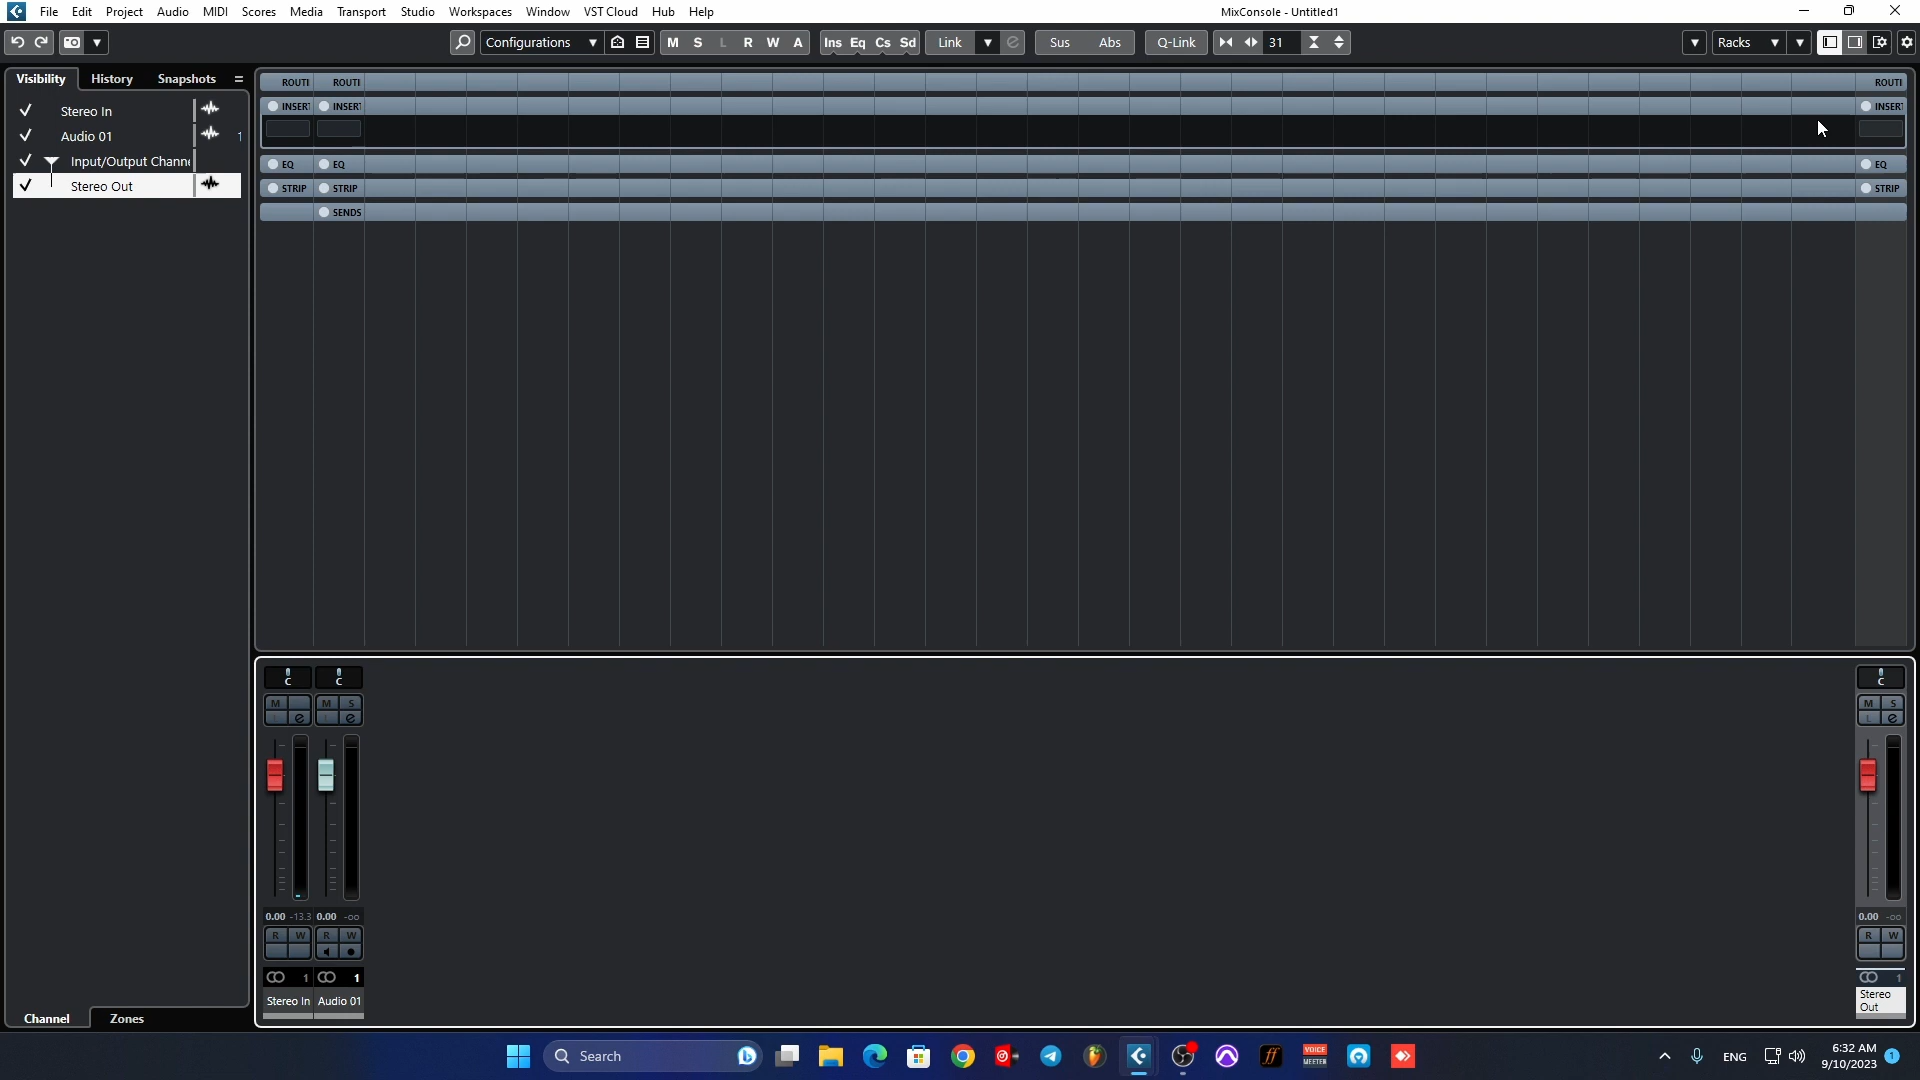 File Edit Project Audio MIDI Scores Media Transport Studio Workspaces Window VST Cloud Hub Help
MixConsole - Untitled1
Configurations M S L R W A Ins Eq Cs Sd Link Sus Abs Q-Link 31 Racks
Visibility History Snapshots
Stereo In
Audio 01 1
Input/Output Chann
Stereo Out
ROUTI ROUTI ROUTI
INSERT INSERT INSERT
EQ EQ EQ
STRIP STRIP STRIP
SENDS
C C C
M M S M S
L e L e L e
0.00 -13.3 0.00 -oo 0.00 -oo
R W R W R W
1 1 1
Stereo In Audio 01 Stereo Out
Channel Zones
Search
VOICE
MEETER
ff
ENG
6:32 AM
9/10/2023
1